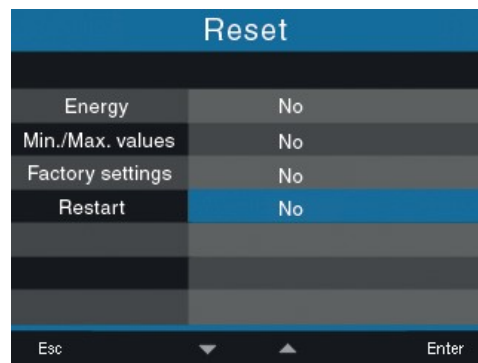 Reset
Energy No
Min./Max. values No
Factory settings No
Restart No
Esc Enter